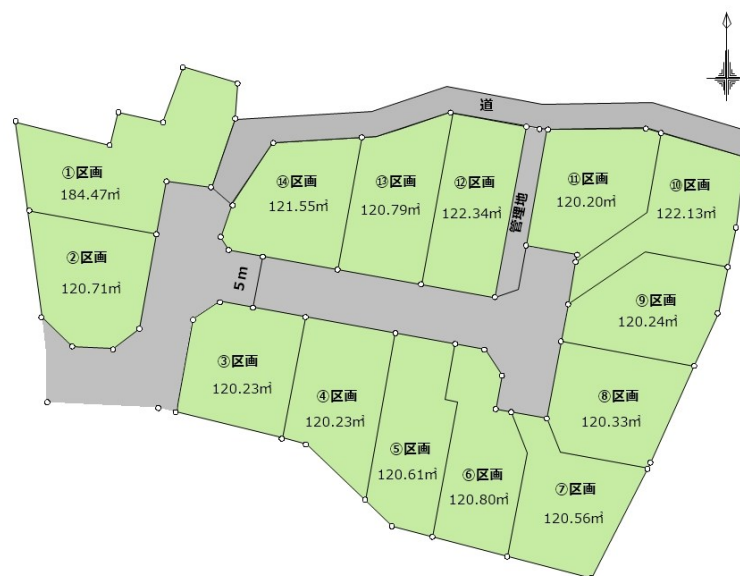 道
①区画
184.47㎡
⑭区画
121.55㎡
⑬区画
120.79㎡
⑫区画
122.34㎡
管理地
⑪区画
120.20㎡
⑩区画
122.13㎡
②区画
120.71㎡
5m
⑨区画
120.24㎡
③区画
120.23㎡
④区画
120.23㎡
⑧区画
120.33㎡
⑤区画
120.61㎡
⑥区画
120.80㎡
⑦区画
120.56㎡